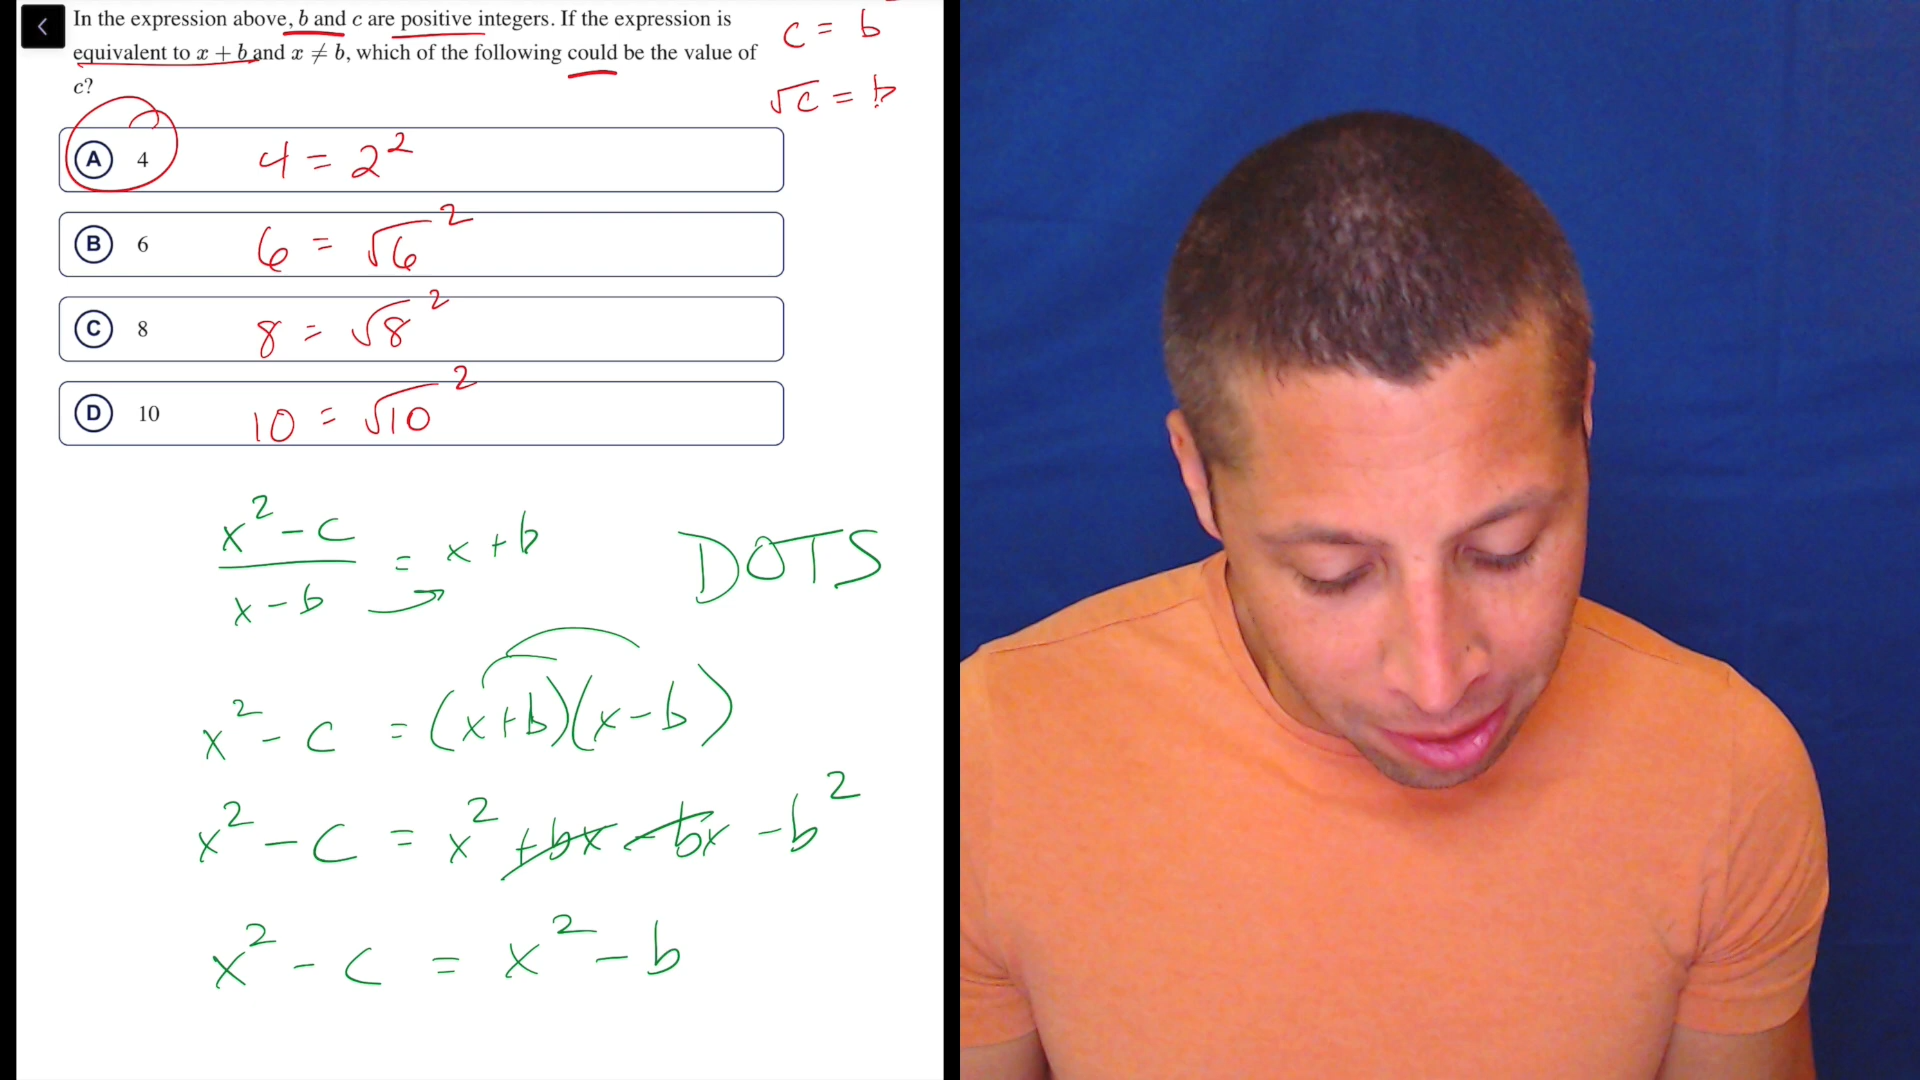 In the expression above, b and c are positive integers. If the expression is
equivalent to x + b and x ≠ b, which of the following could be the value of
c?
c = b
√c = b
A 4 4 = 2²
B 6 6 = √6²
C 8 8 = √8²
D 10 10 = √10²
x² - c / x - b = x + b
DOTS
x² - c = (x+b)(x-b)
x² - c = x² +bx -bx -b²
x² - c = x² - b